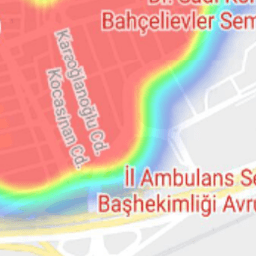 Bahçelievler Sem
Karaoğlanoğlu Cd.
Kocasinan Cd.
İl Ambulans Se
Başhekimliği Avru